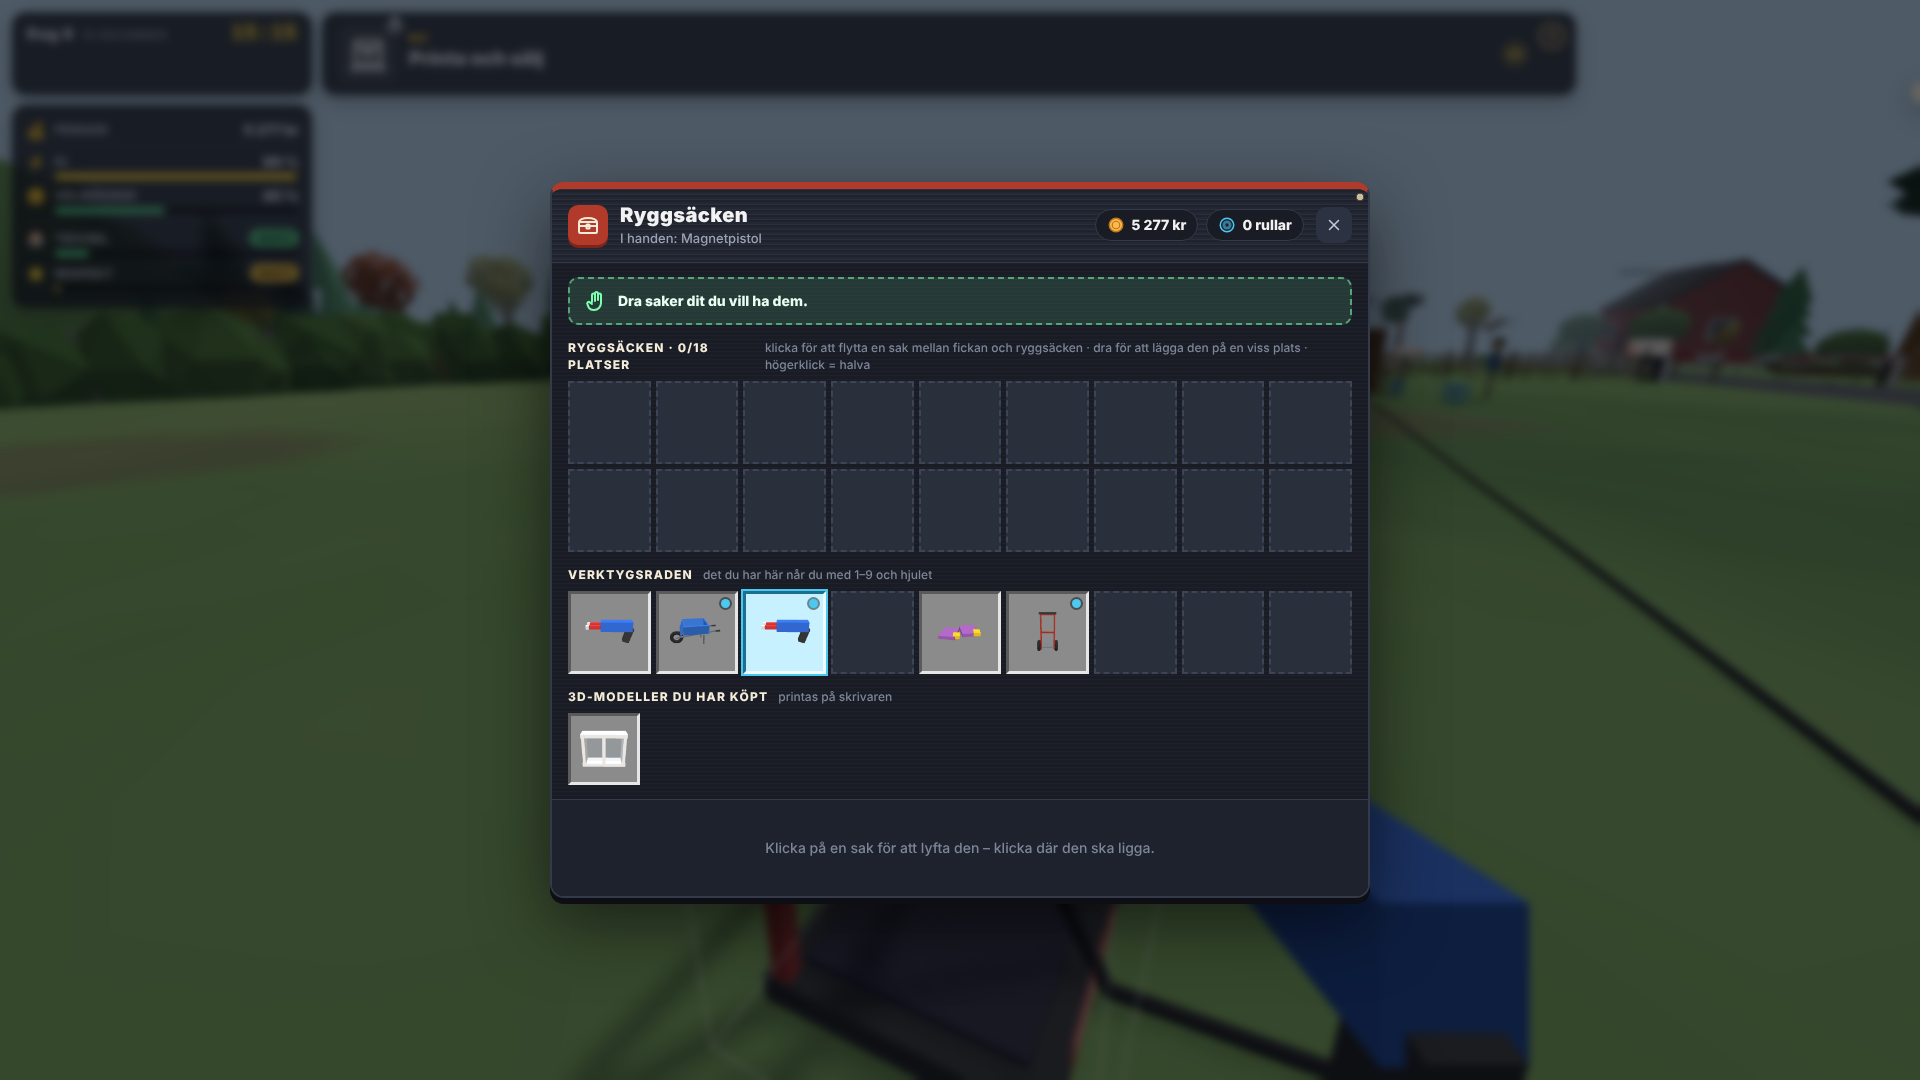 Printa och sälj
Ryggsäcken
I handen: Magnetpistol
5 277 kr
0 rullar
Dra saker dit du vill ha dem.
RYGGSÄCKEN · 0/18 PLATSER
klicka för att flytta en sak mellan fickan och ryggsäcken · dra för att lägga den på en viss plats ·
högerklick = halva
VERKTYGSRADEN det du har här når du med 1–9 och hjulet
3D-MODELLER DU HAR KÖPT printas på skrivaren
Klicka på en sak för att lyfta den – klicka där den ska ligga.